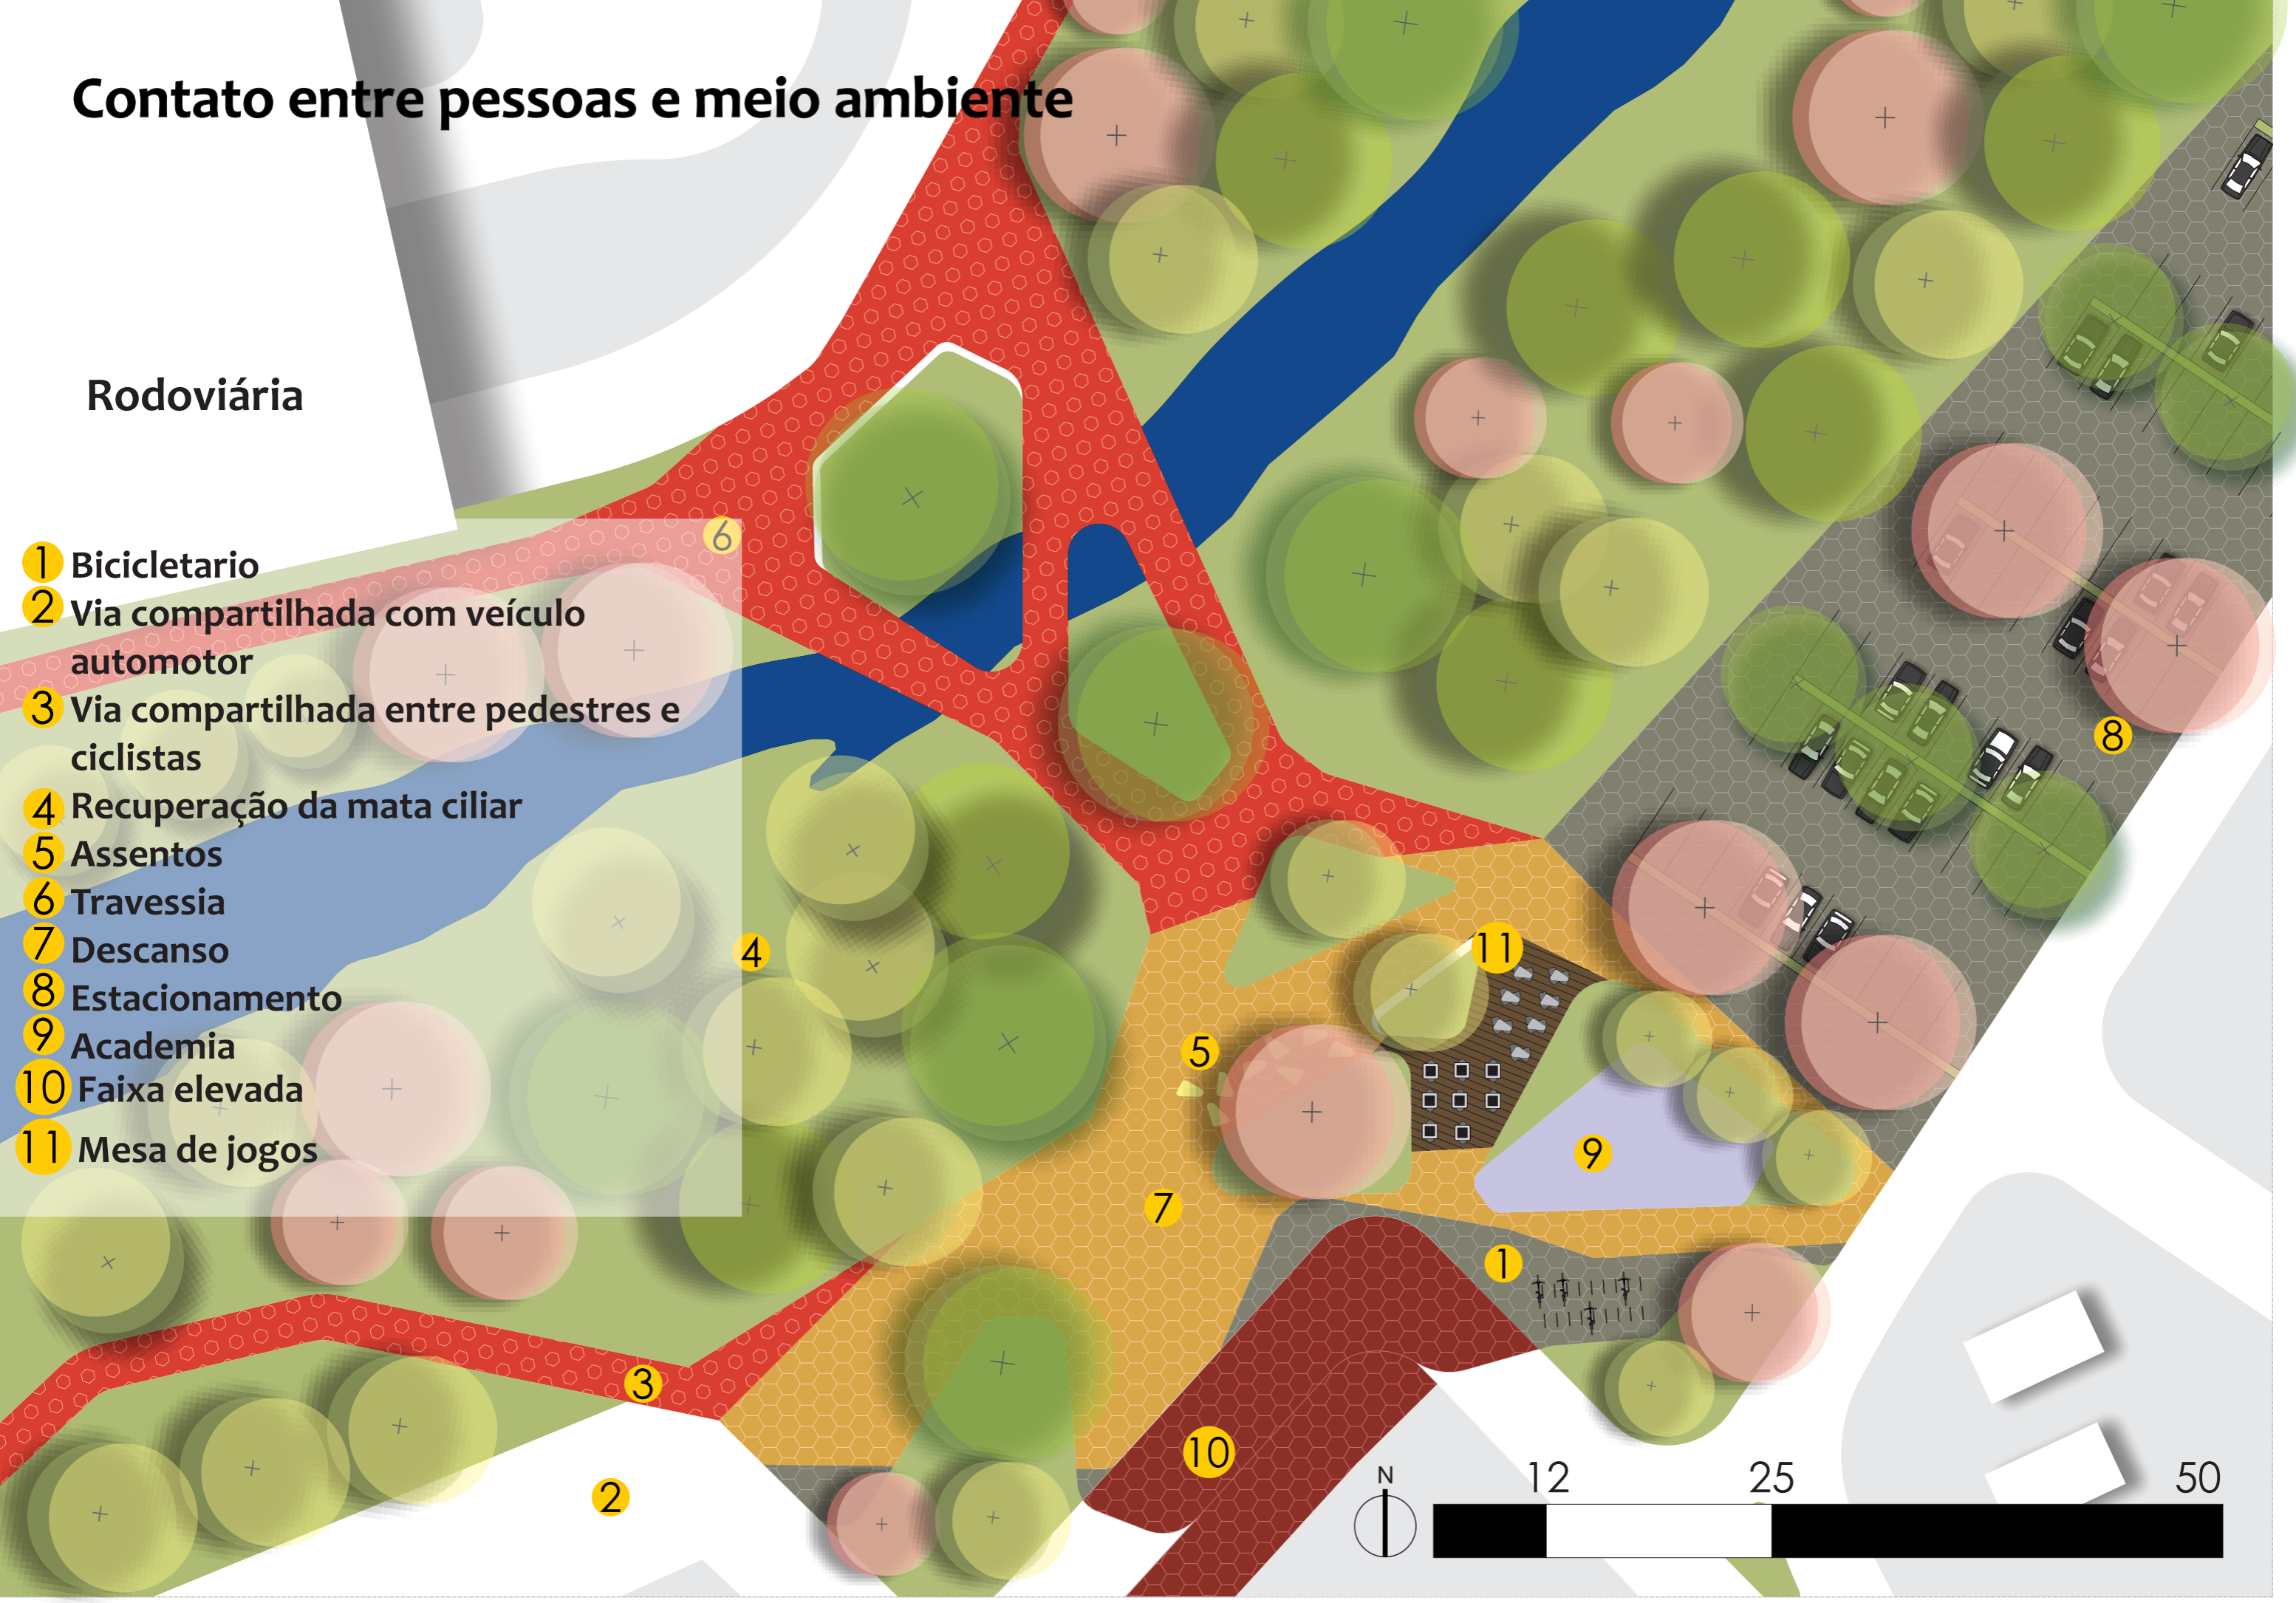 Contato entre pessoas e meio ambiente
Rodoviária
1 Bicicletario
2 Via compartilhada com veículo
automotor
3 Via compartilhada entre pedestres e
ciclistas
4 Recuperação da mata ciliar
5 Assentos
6 Travessia
7 Descanso
8 Estacionamento
9 Academia
10 Faixa elevada
11 Mesa de jogos
6
8
4
11
5
9
7
1
3
10
2
N
12 25 50